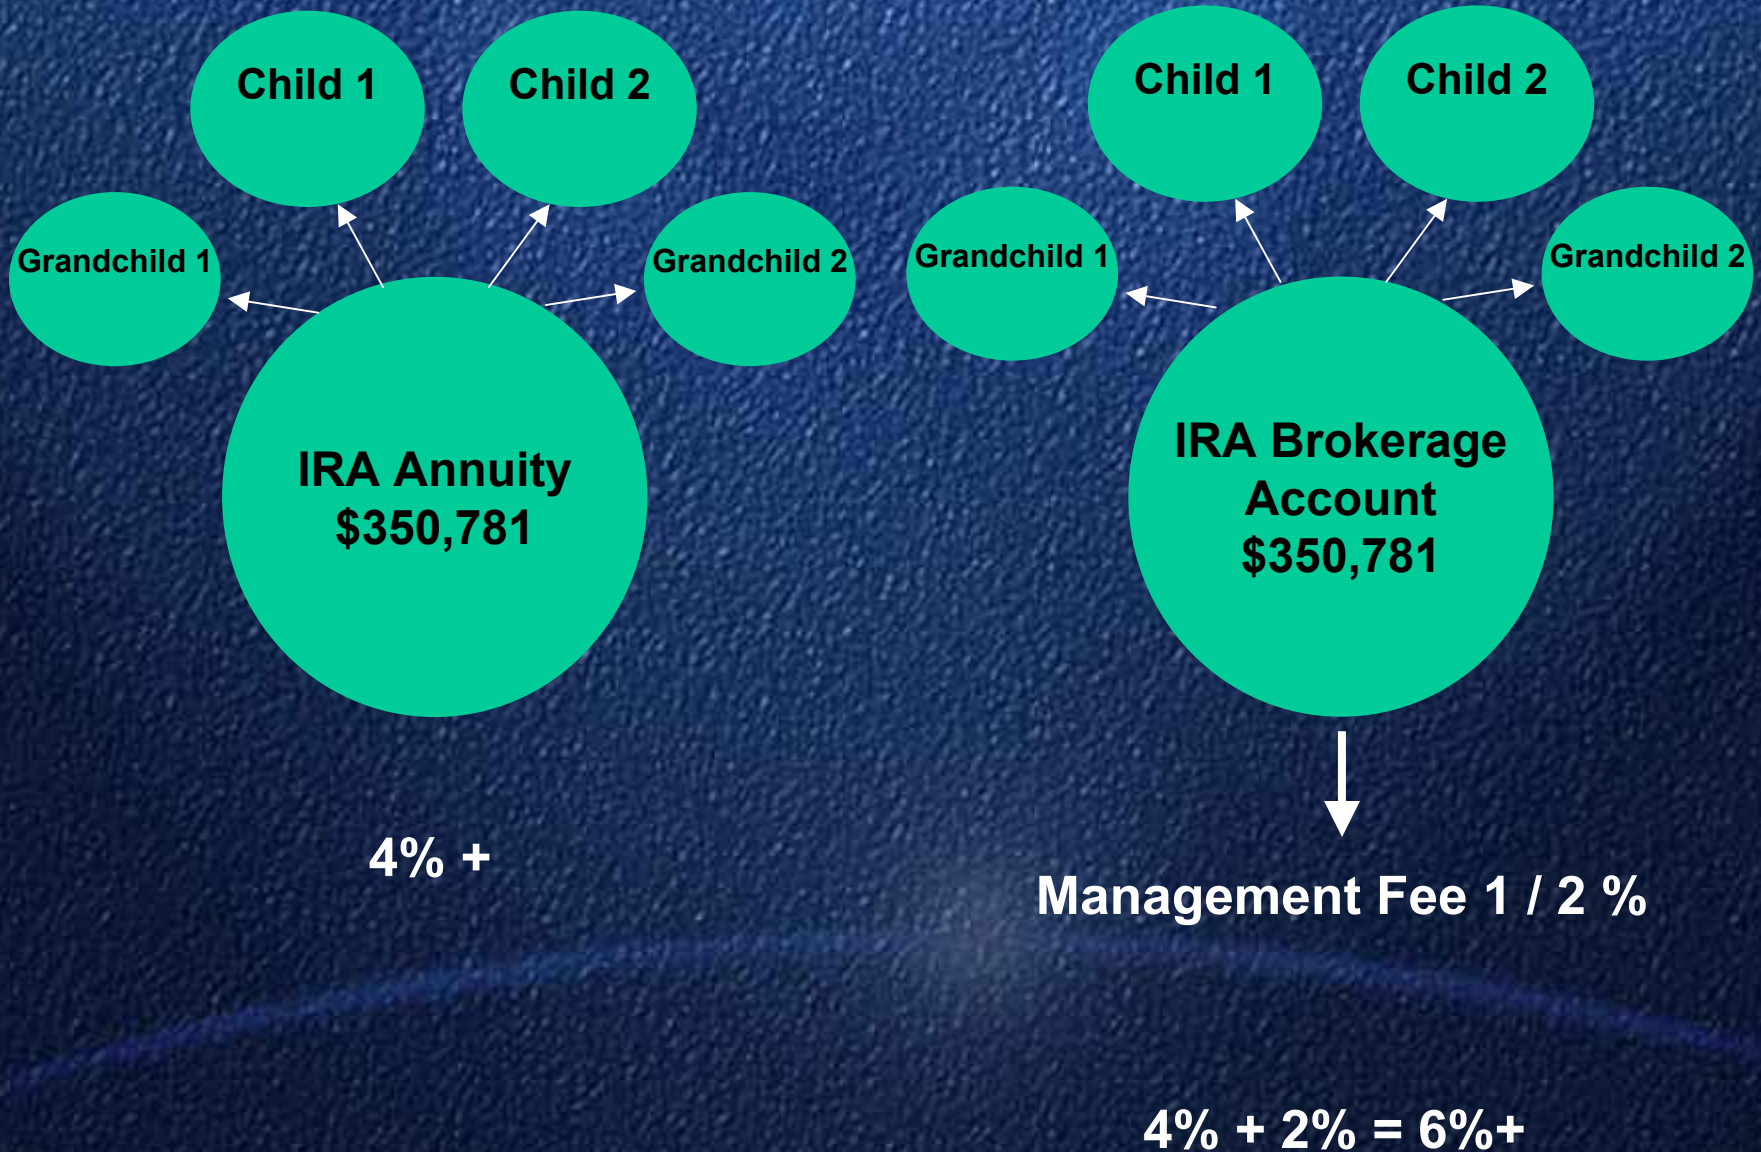 Child 1
Child 2
Grandchild 1
Grandchild 2
IRA Annuity
$350,781
4% +
Child 1
Child 2
Grandchild 1
Grandchild 2
IRA Brokerage
Account
$350,781
Management Fee 1 / 2 %
4% + 2% = 6%+